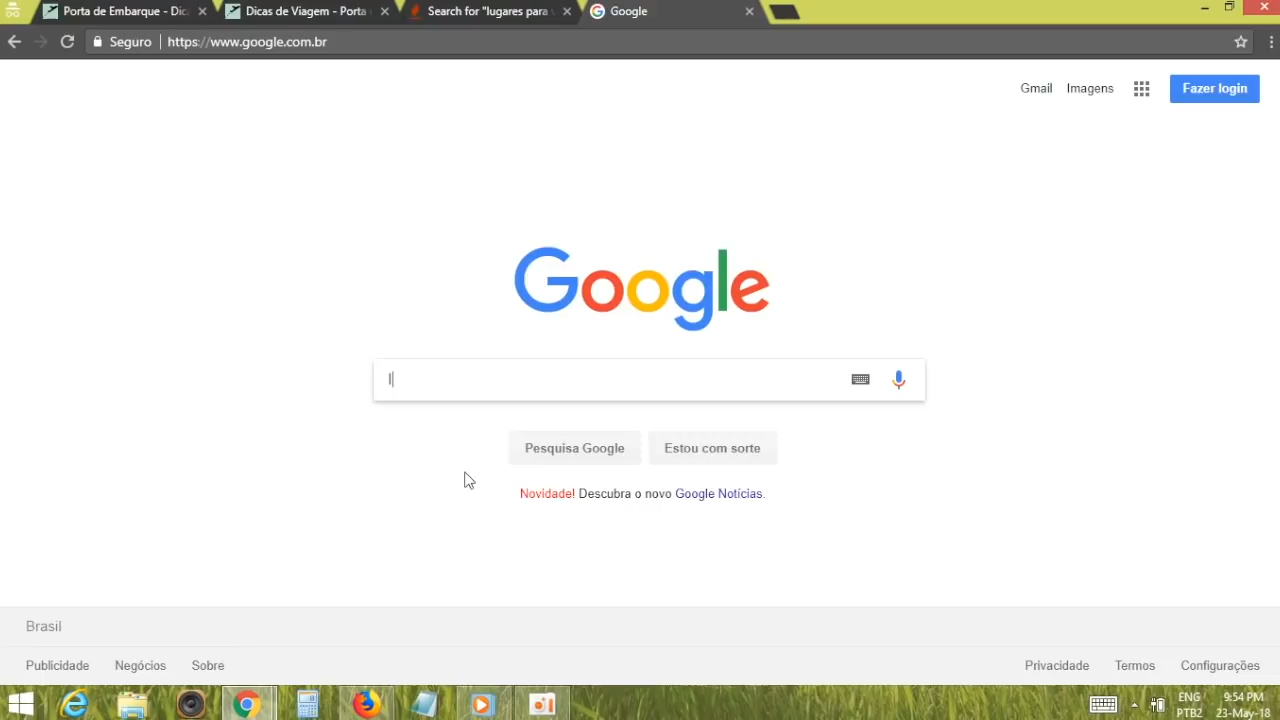 Porta de Embarque - Dic
Dicas de Viagem - Porta
Search for "lugares para
Google
Seguro
https://www.google.com.br
Gmail
Imagens
Fazer login
Google
l
Pesquisa Google
Estou com sorte
Novidade! Descubra o novo Google Notícias.
Brasil
Publicidade
Negócios
Sobre
Privacidade
Termos
Configurações
ENG
9:54 PM
PTB2
23-May-18